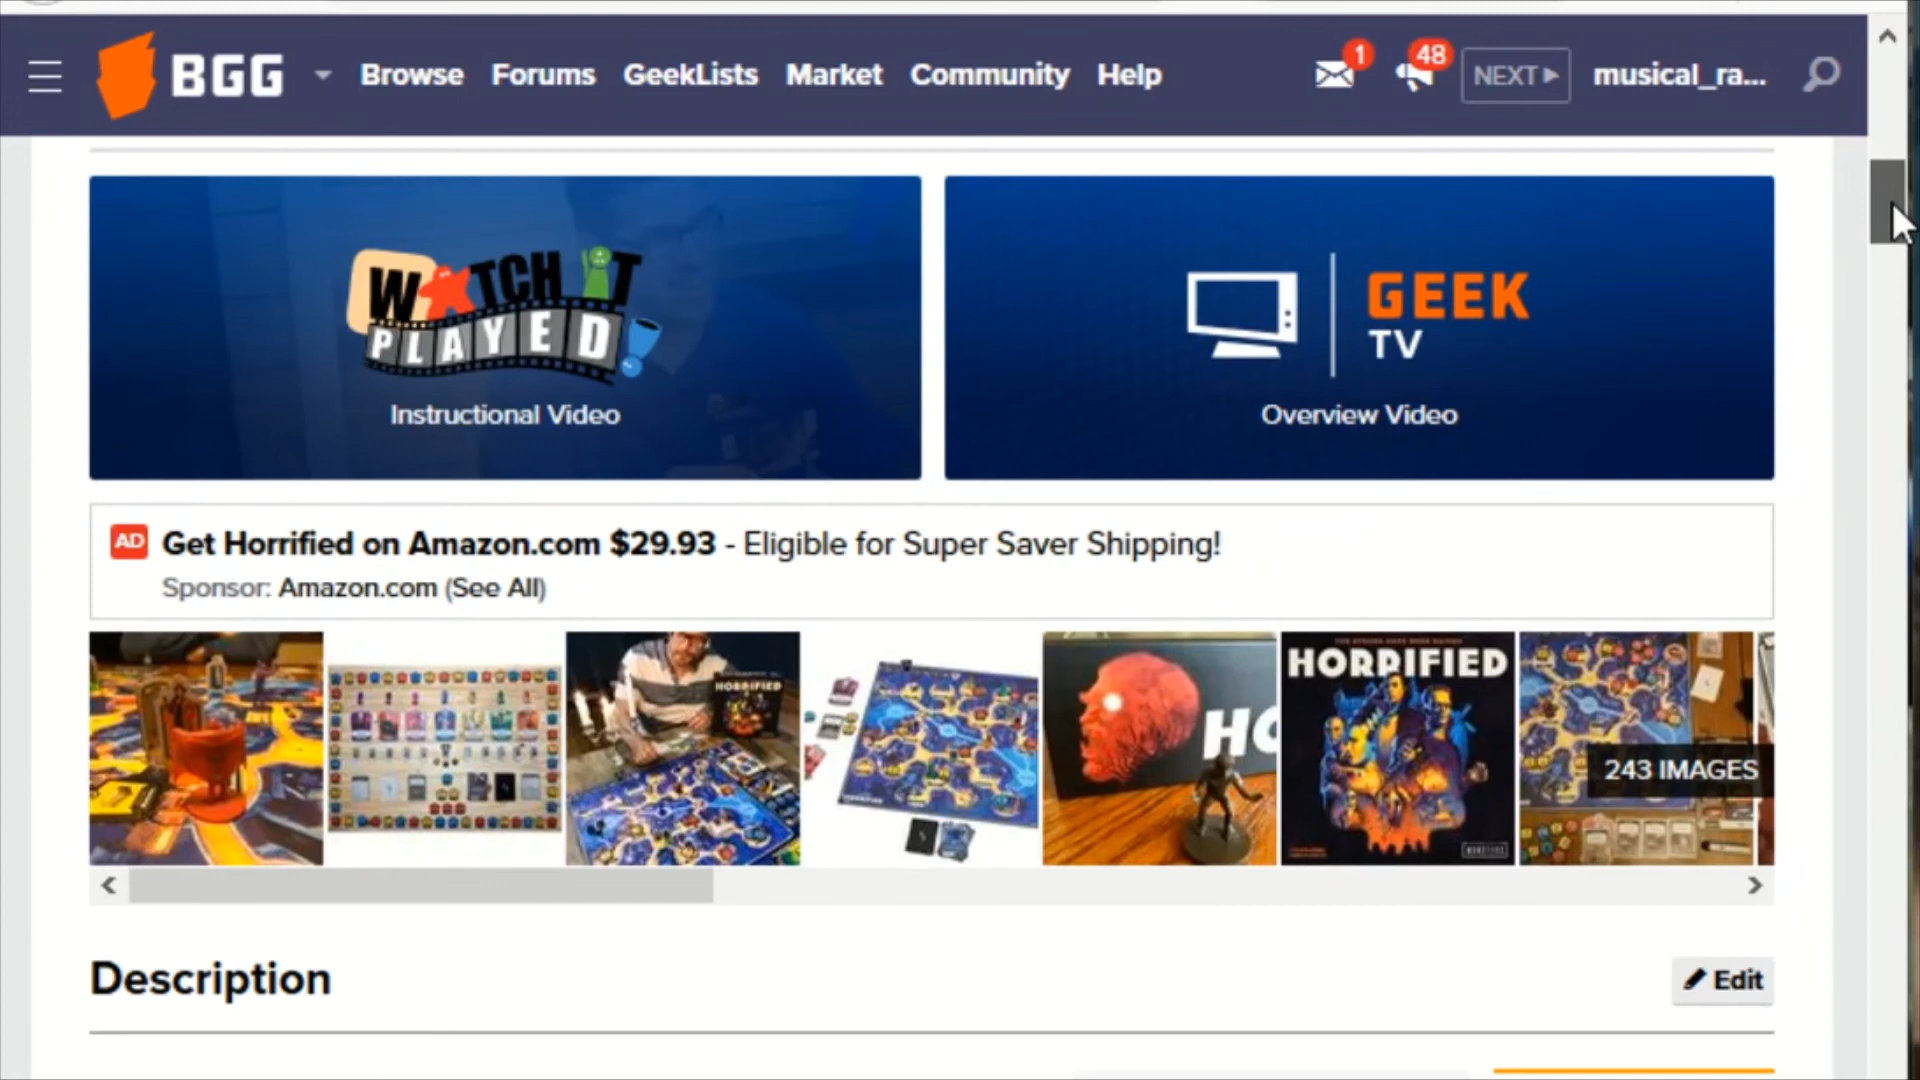 BGG Browse Forums GeekLists Market Community Help 1 48 NEXT musical_ra...
WATCH IT
PLAYED
Instructional Video
GEEK
TV
Overview Video
AD Get Horrified on Amazon.com $29.93 - Eligible for Super Saver Shipping!
Sponsor: Amazon.com (See All)
HORRIFIED
HO
HORRIFIED
243 IMAGES
Description
Edit